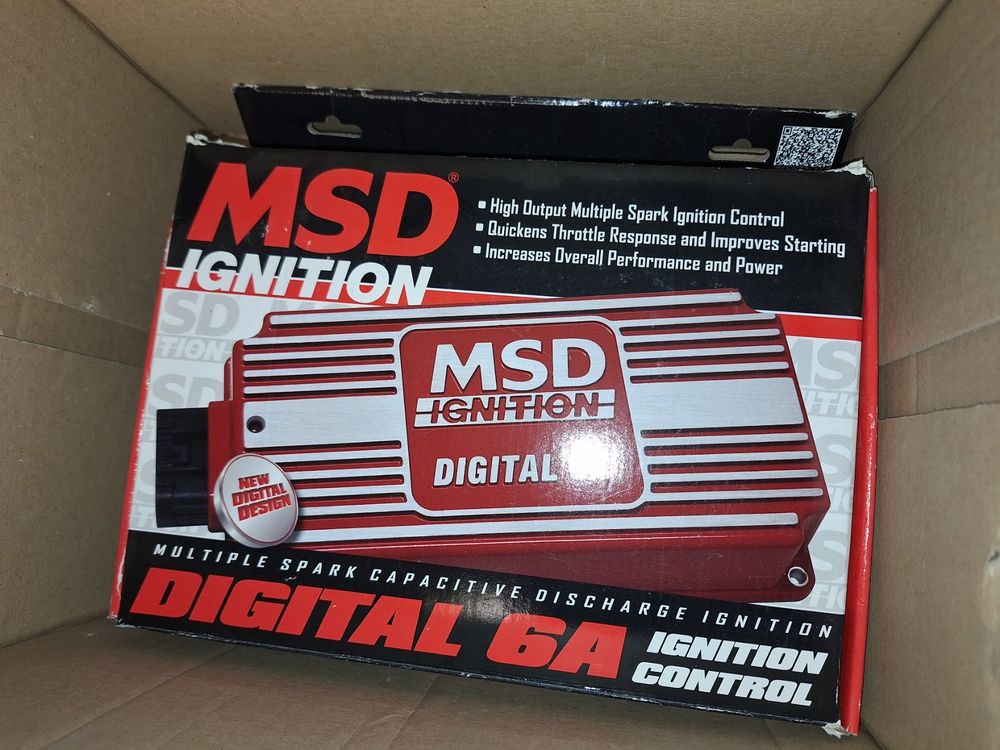 MSD®
IGNITION
• High Output Multiple Spark Ignition Control
• Quickens Throttle Response and Improves Starting
• Increases Overall Performance and Power
MSD
IGNITION
DIGITAL
NEW
DIGITAL
DESIGN
MULTIPLE SPARK CAPACITIVE DISCHARGE IGNITION
DIGITAL 6A
IGNITION
CONTROL